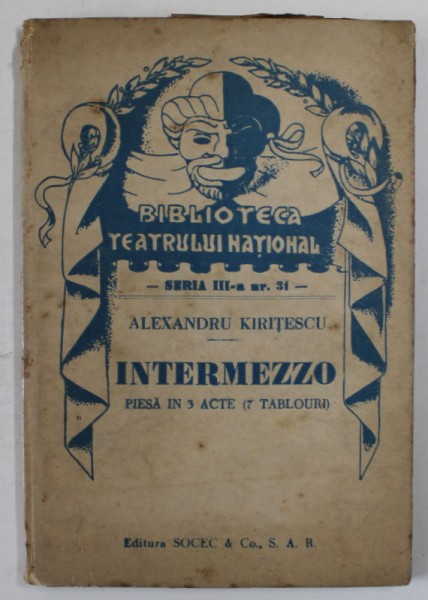 BIBLIOTECA
TEATRULUI NAȚIONAL
— SERIA III-a nr. 31 —
ALEXANDRU KIRIȚESCU
INTERMEZZO
PIESĂ IN 3 ACTE (7 TABLOURI)
Editura SOCEC & Co., S. A. R.